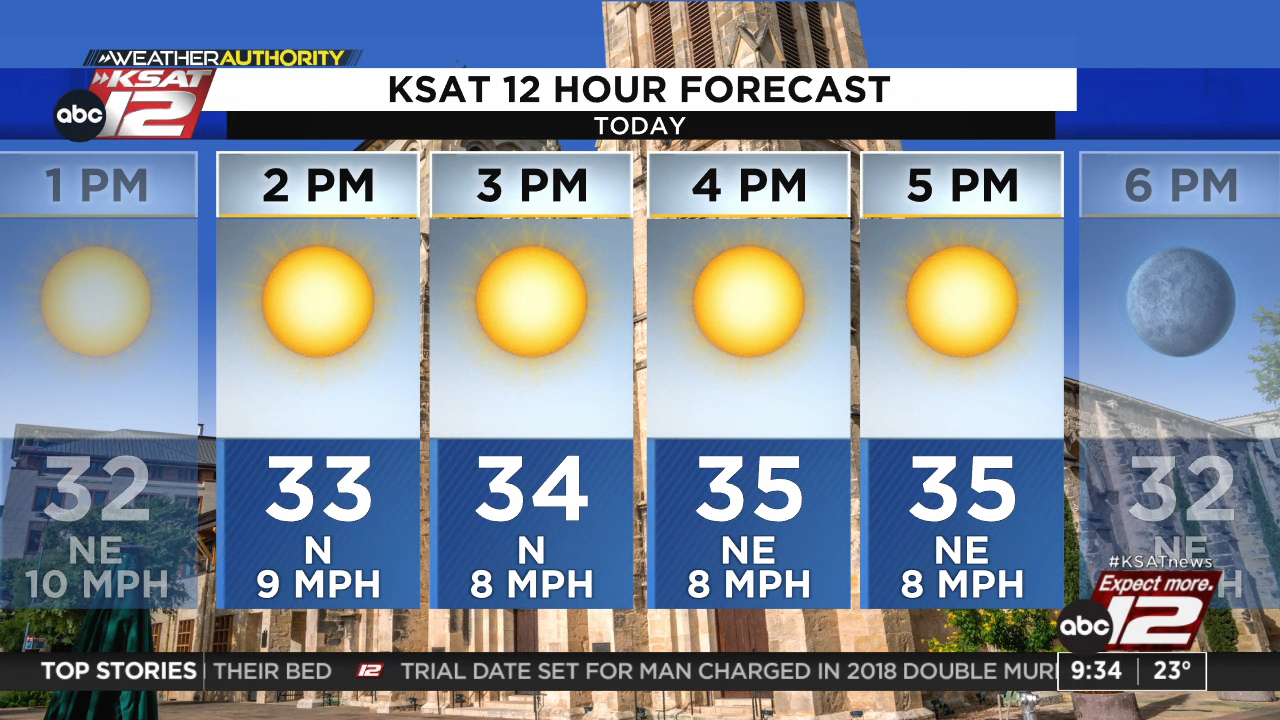 WEATHERAUTHORITY
KSAT
12
abc
KSAT 12 HOUR FORECAST
TODAY
1 PM
2 PM
3 PM
4 PM
5 PM
6 PM
32
33
34
35
35
32
NE
N
N
NE
NE
NE
10 MPH
9 MPH
8 MPH
8 MPH
8 MPH
H
#KSATnews
Expect more.
abc
12
TOP STORIES THEIR BED 12 TRIAL DATE SET FOR MAN CHARGED IN 2018 DOUBLE MUR
9:34 23°